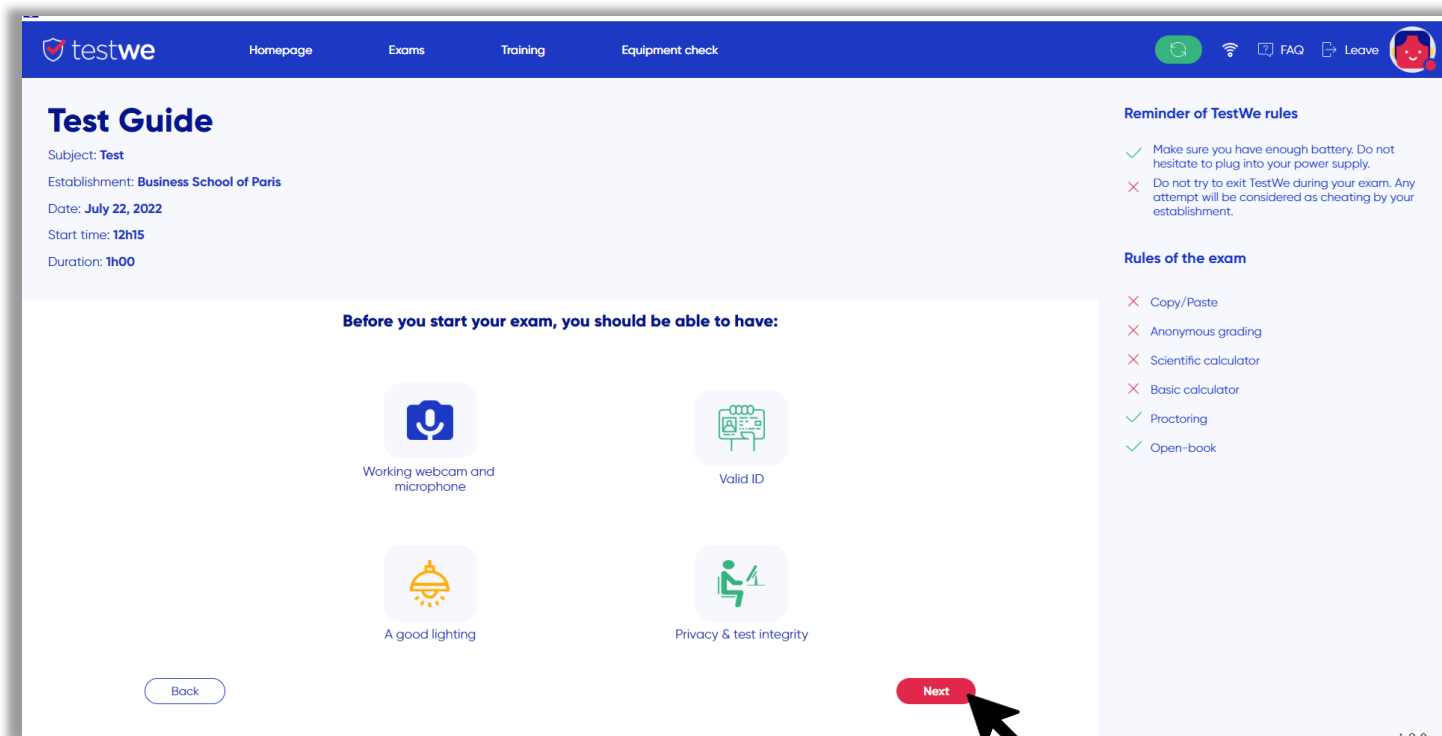 testwe
Homepage Exams Training Equipment check FAQ Leave
Test Guide
Subject: Test
Establishment: Business School of Paris
Date: July 22, 2022
Start time: 12h15
Duration: 1h00
Before you start your exam, you should be able to have:
Working webcam and
microphone
Valid ID
A good lighting
Privacy & test integrity
Back
Next
Reminder of TestWe rules
Make sure you have enough battery. Do not
hesitate to plug into your power supply.
Do not try to exit TestWe during your exam. Any
attempt will be considered as cheating by your
establishment.
Rules of the exam
Copy/Paste
Anonymous grading
Scientific calculator
Basic calculator
Proctoring
Open-book